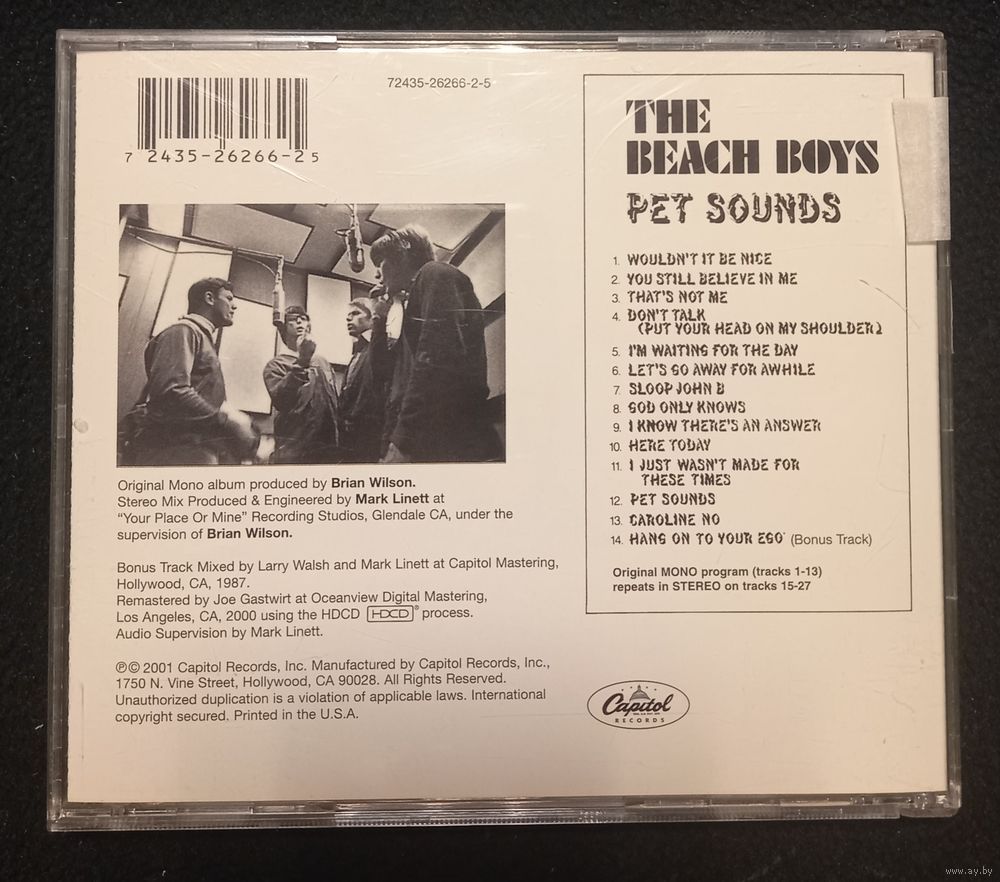 72435-26266-2-5
7 2435-26266-2 5
THE
BEACH BOYS
PET SOUNDS
1. WOULDN'T IT BE NICE
2. YOU STILL BELIEVE IN ME
3. THAT'S NOT ME
4. DON'T TALK
(PUT YOUR HEAD ON MY SHOULDER)
5. I'M WAITING FOR THE DAY
6. LET'S GO AWAY FOR AWHILE
7. SLOOP JOHN B
8. GOD ONLY KNOWS
9. I KNOW THERE'S AN ANSWER
10. HERE TODAY
11. I JUST WASN'T MADE FOR
THESE TIMES
12. PET SOUNDS
13. CAROLINE NO
14. HANG ON TO YOUR EGO* (Bonus Track)
Original MONO program (tracks 1-13)
repeats in STEREO on tracks 15-27
Original Mono album produced by Brian Wilson.
Stereo Mix Produced & Engineered by Mark Linett at
“Your Place Or Mine” Recording Studios, Glendale CA, under the
supervision of Brian Wilson.
Bonus Track Mixed by Larry Walsh and Mark Linett at Capitol Mastering,
Hollywood, CA, 1987.
Remastered by Joe Gastwirt at Oceanview Digital Mastering,
Los Angeles, CA, 2000 using the HDCD HDCD® process.
Audio Supervision by Mark Linett.
℗© 2001 Capitol Records, Inc. Manufactured by Capitol Records, Inc.,
1750 N. Vine Street, Hollywood, CA 90028. All Rights Reserved.
Unauthorized duplication is a violation of applicable laws. International
copyright secured. Printed in the U.S.A.
Capitol
RECORDS
www.ay.by